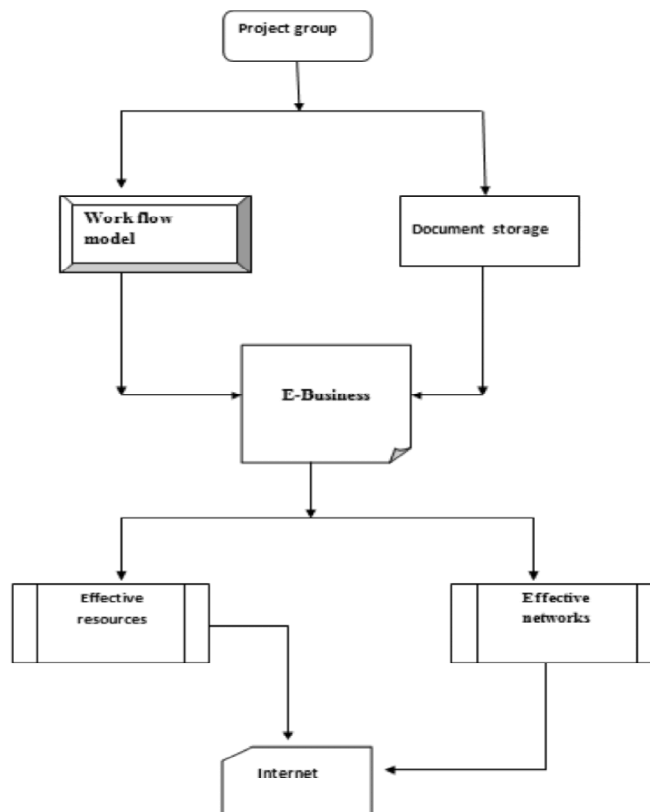 Project group
Work flow
model
Document storage
E-Business
Effective
resources
Effective
networks
Internet